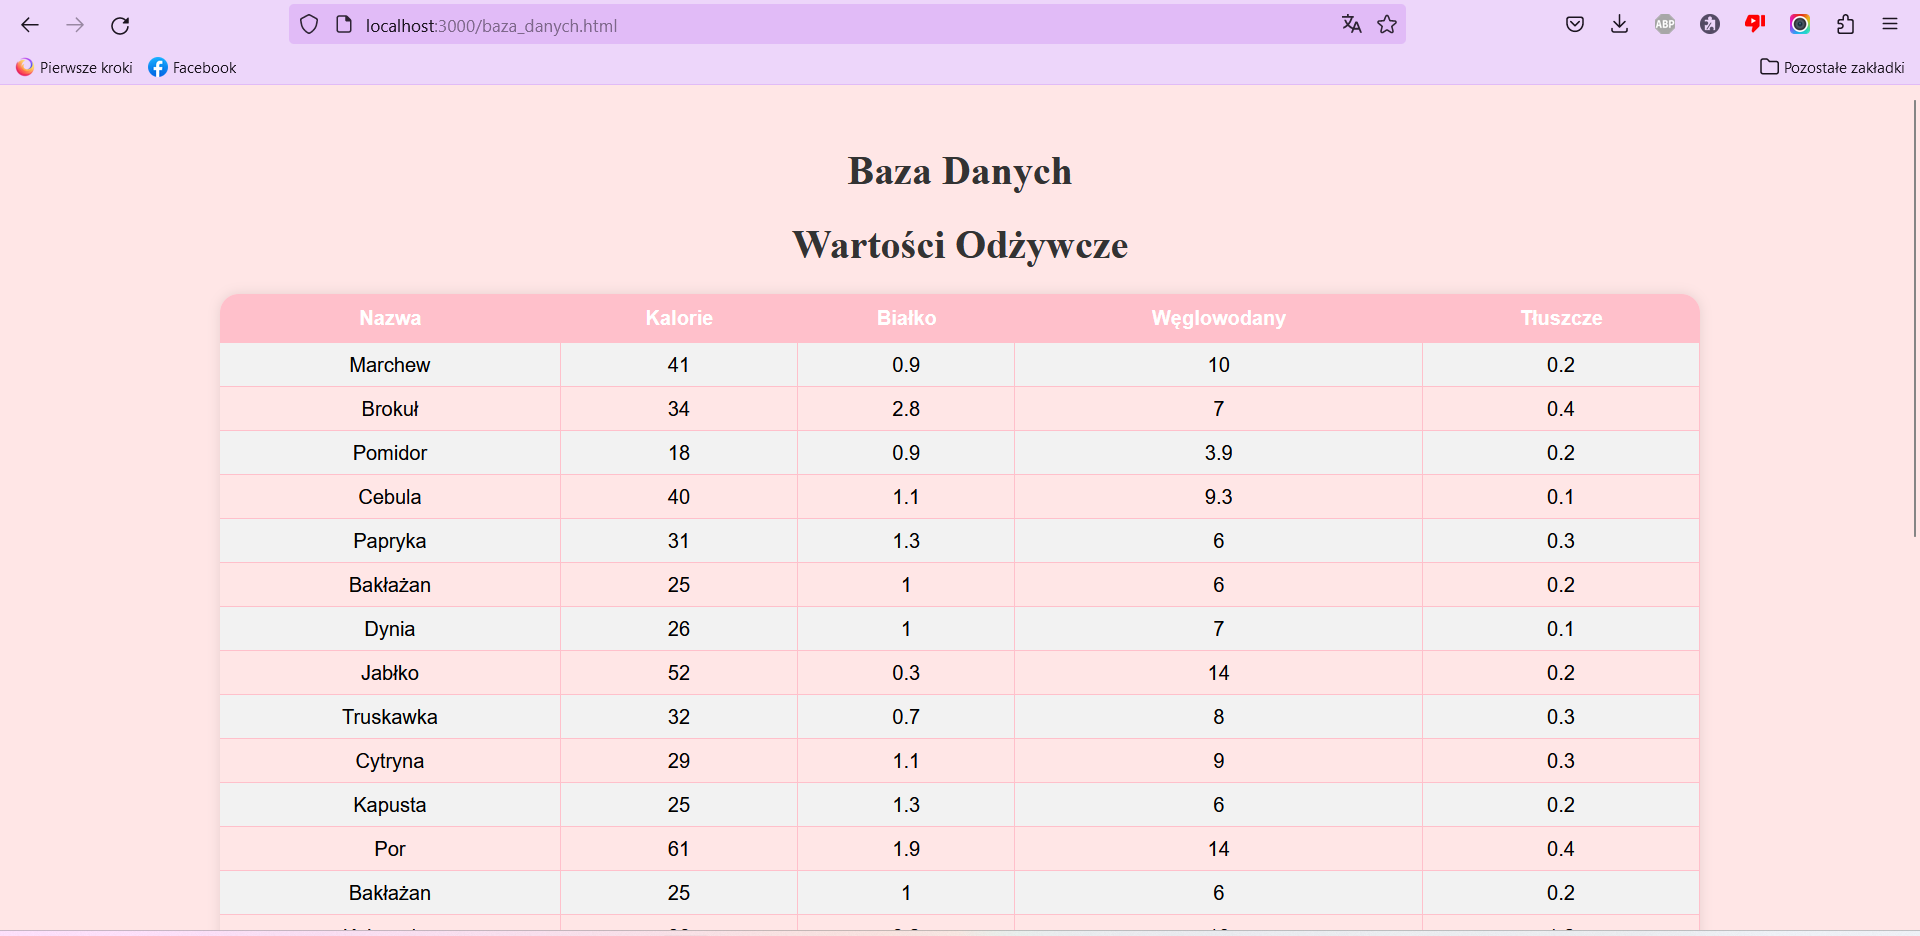 localhost:3000/baza_danych.html
ABP
Pierwsze kroki Facebook Pozostałe zakładki
Baza Danych
Wartości Odżywcze
Nazwa Kalorie Białko Węglowodany Tłuszcze
Marchew 41 0.9 10 0.2
Brokuł 34 2.8 7 0.4
Pomidor 18 0.9 3.9 0.2
Cebula 40 1.1 9.3 0.1
Papryka 31 1.3 6 0.3
Bakłażan 25 1 6 0.2
Dynia 26 1 7 0.1
Jabłko 52 0.3 14 0.2
Truskawka 32 0.7 8 0.3
Cytryna 29 1.1 9 0.3
Kapusta 25 1.3 6 0.2
Por 61 1.9 14 0.4
Bakłażan 25 1 6 0.2